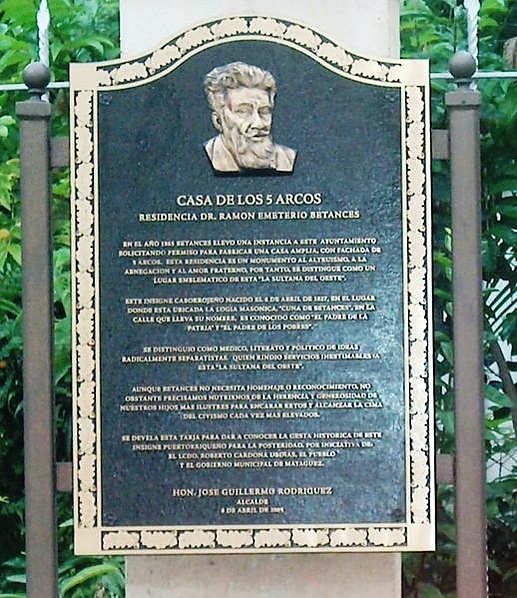 CASA DE LOS 5 ARCOS
RESIDENCIA DR. RAMON EMETERIO BETANCES
EN EL AÑO 1865 BETANCES LLEVO UNA INSTANCIA A ESTE AYUNTAMIENTO
SOLICITANDO PERMISO PARA FABRICAR UNA CASA AMPLIA, CON FACHADA DE
5 ARCOS. ESTA RESIDENCIA ES UN MONUMENTO AL ALTRUISMO, A LA
ABNEGACION Y AL AMOR FRATERNO, POR TANTO, SE DISTINGUE COMO UN
LUGAR EMBLEMATICO DE ESTA "LA SULTANA DEL OESTE".
ESTE INSIGNE CABORROJEÑO NACIDO EL 8 DE ABRIL DE 1827, EN EL LUGAR
DONDE ESTA UBICADA LA LOGIA MASONICA, "CUNA DE BETANCES", EN LA
CALLE QUE LLEVA SU NOMBRE. ES CONOCIDO COMO "EL PADRE DE LA
PATRIA" Y "EL PADRE DE LOS POBRES".
SE DISTINGUIO COMO MEDICO, LITERATO Y POLITICO DE IDEAS
RADICALMENTE SEPARATISTAS. QUIEN RINDIO SERVICIOS INESTIMABLES A
ESTA "LA SULTANA DEL OESTE".
AUNQUE BETANCES NO NECESITA HOMENAJE O RECONOCIMIENTO, NO
OBSTANTE PRECISAMOS NUTRIRNOS DE LA HERENCIA Y GENEROSIDAD DE
NUESTROS HIJOS MAS ILUSTRES PARA ENCARAR RETOS Y ALCANZAR LA CIMA
DEL CIVISMO CADA VEZ MAS ELEVADOS.
SE DEVELA ESTA TARJA PARA DAR A CONOCER LA GESTA HISTORICA DE ESTE
INSIGNE PUERTORRIQUEÑO PARA LA POSTERIDAD, POR INICIATIVA DE:
EL LCDO. ROBERTO CARDONA UBIÑAS, EL PUEBLO
Y EL GOBIERNO MUNICIPAL DE MAYAGUEZ.
HON. JOSE GUILLERMO RODRIGUEZ
ALCALDE
8 DE ABRIL DE 2005